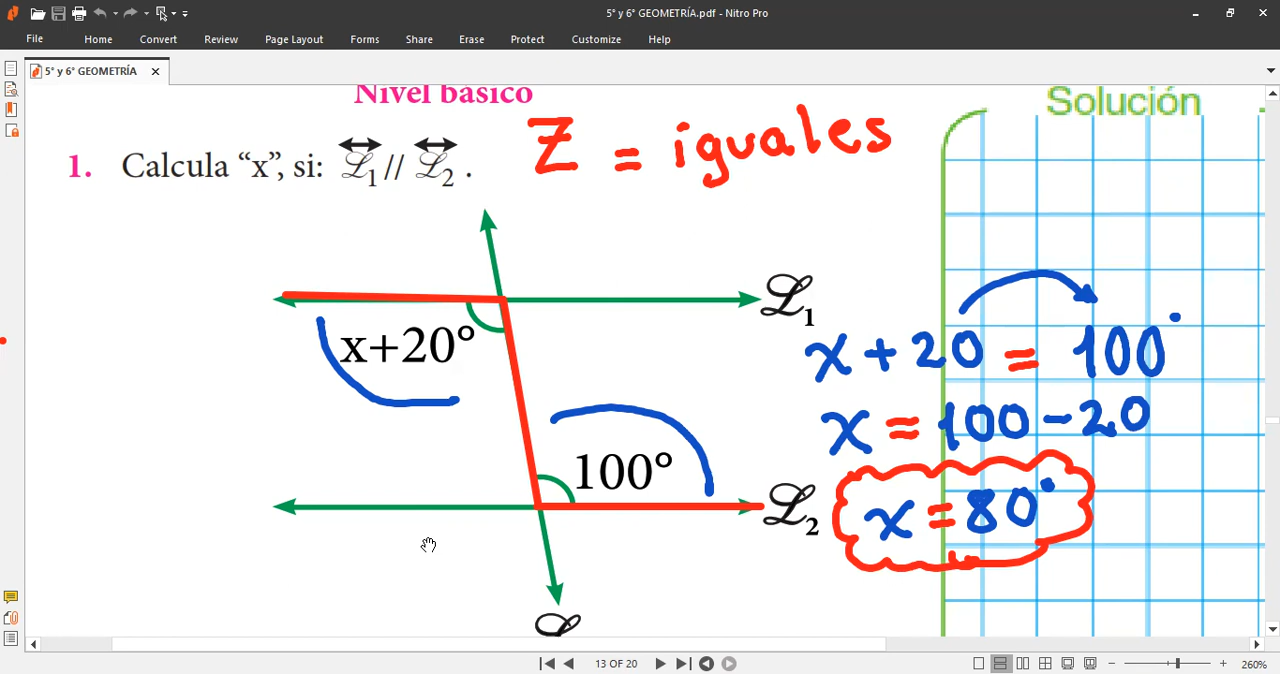 5° y 6° GEOMETRÍA.pdf - Nitro Pro
File Home Convert Review Page Layout Forms Share Erase Protect Customize Help
5° y 6° GEOMETRÍA
Nivel básico
Solución
Z = iguales
1. Calcula “x”, si: ℒ1 // ℒ2 .
ℒ1
x+20°
x + 20 = 100°
x = 100 - 20
100°
ℒ2
x = 80°
ℒ
13 OF 20
260%